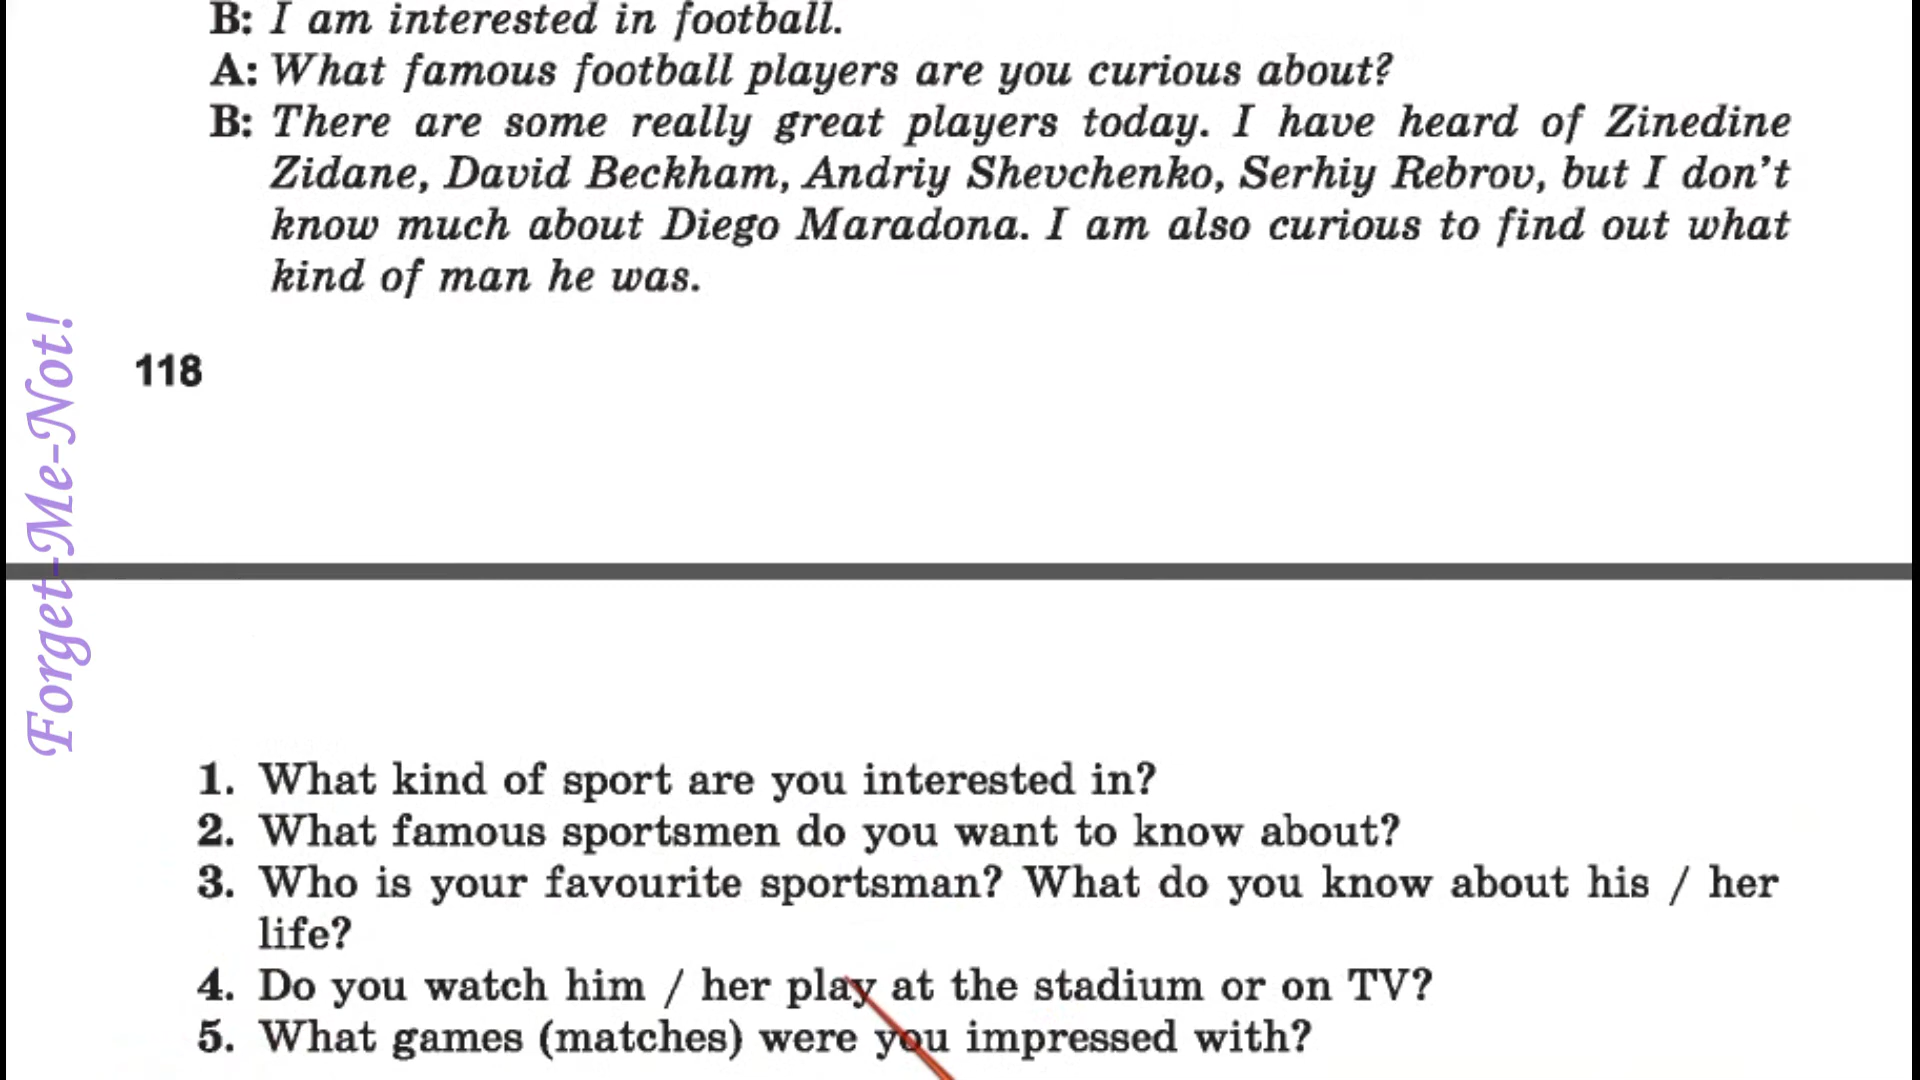 B: I am interested in football.
A: What famous football players are you curious about?
B: There are some really great players today. I have heard of Zinedine
Zidane, David Beckham, Andriy Shevchenko, Serhiy Rebrov, but I don't
know much about Diego Maradona. I am also curious to find out what
kind of man he was.
118
Forget-Me-Not!
1. What kind of sport are you interested in?
2. What famous sportsmen do you want to know about?
3. Who is your favourite sportsman? What do you know about his / her
life?
4. Do you watch him / her play at the stadium or on TV?
5. What games (matches) were you impressed with?